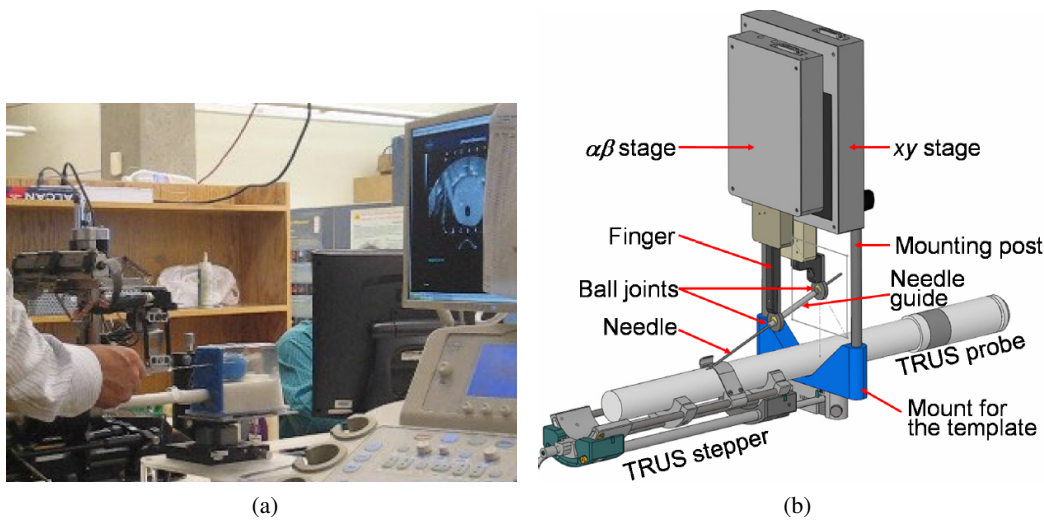 ALCAN
αβ stage
xy stage
Finger
Mounting post
Ball joints
Needle
guide
Needle
TRUS probe
Mount for
the template
TRUS stepper
(a)
(b)